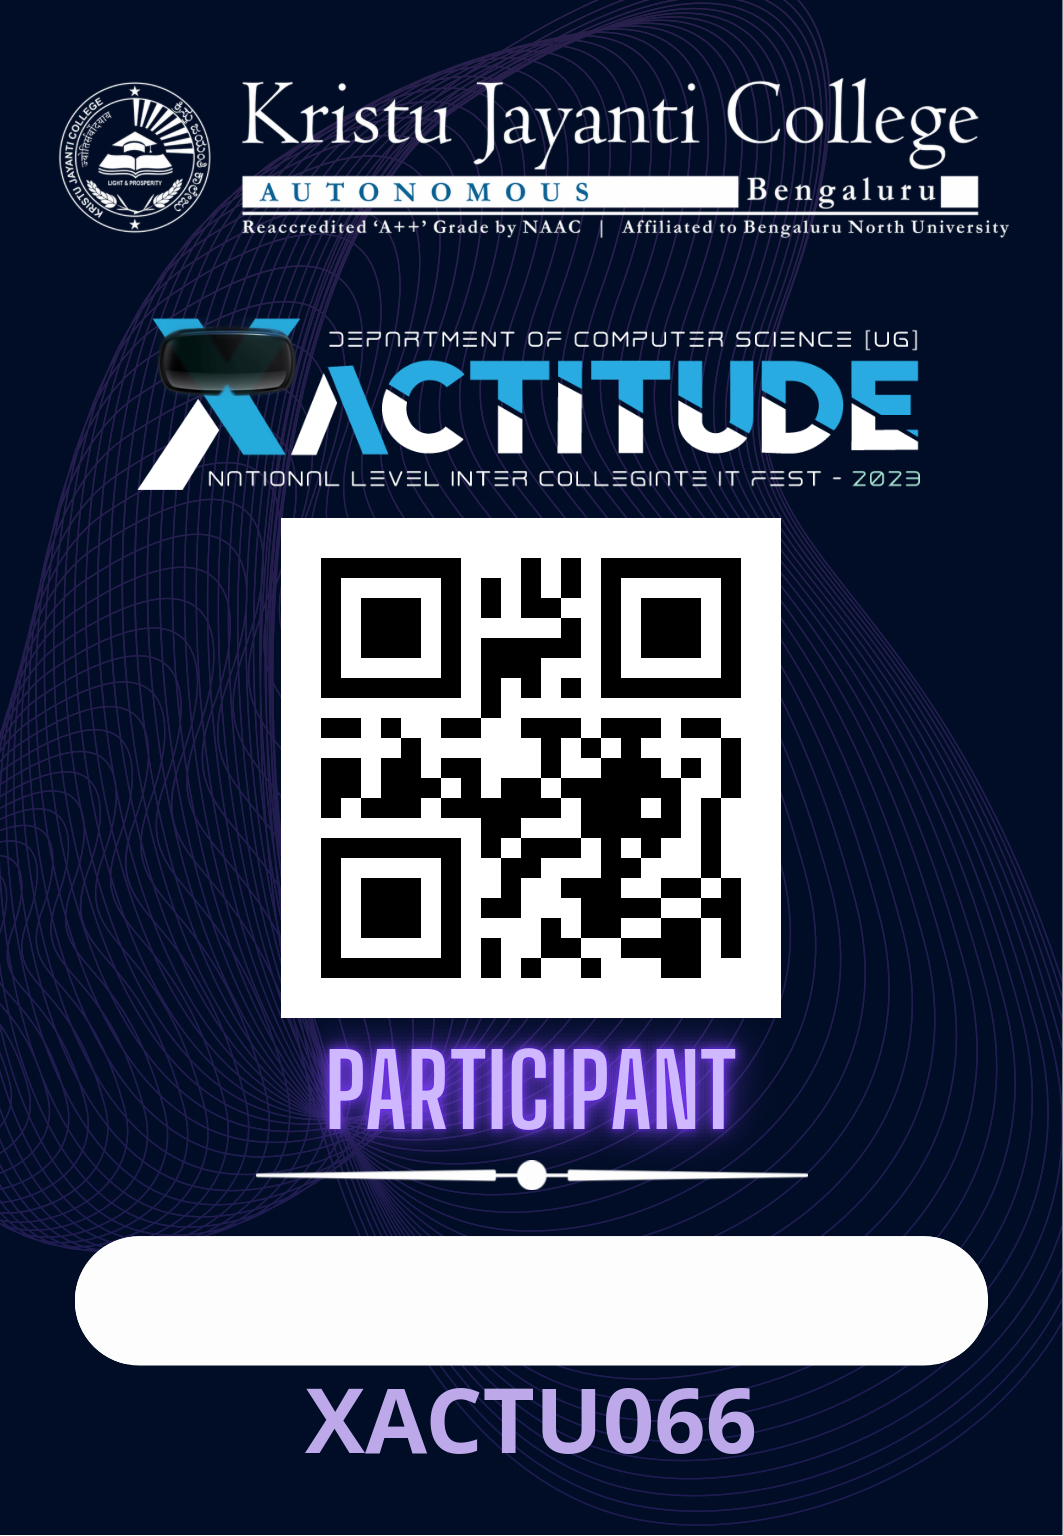 Kristu Jayanti College
AUTONOMOUS Bengaluru
Reaccredited ‘A++’ Grade by NAAC | Affiliated to Bengaluru North University
KRISTU JAYANTI COLLEGE
LIGHT & PROSPERITY
DEPARTMENT OF COMPUTER SCIENCE [UG]
XACTITUDE
NATIONAL LEVEL INTER COLLEGIATE IT FEST - 2023
PARTICIPANT
XACTU066